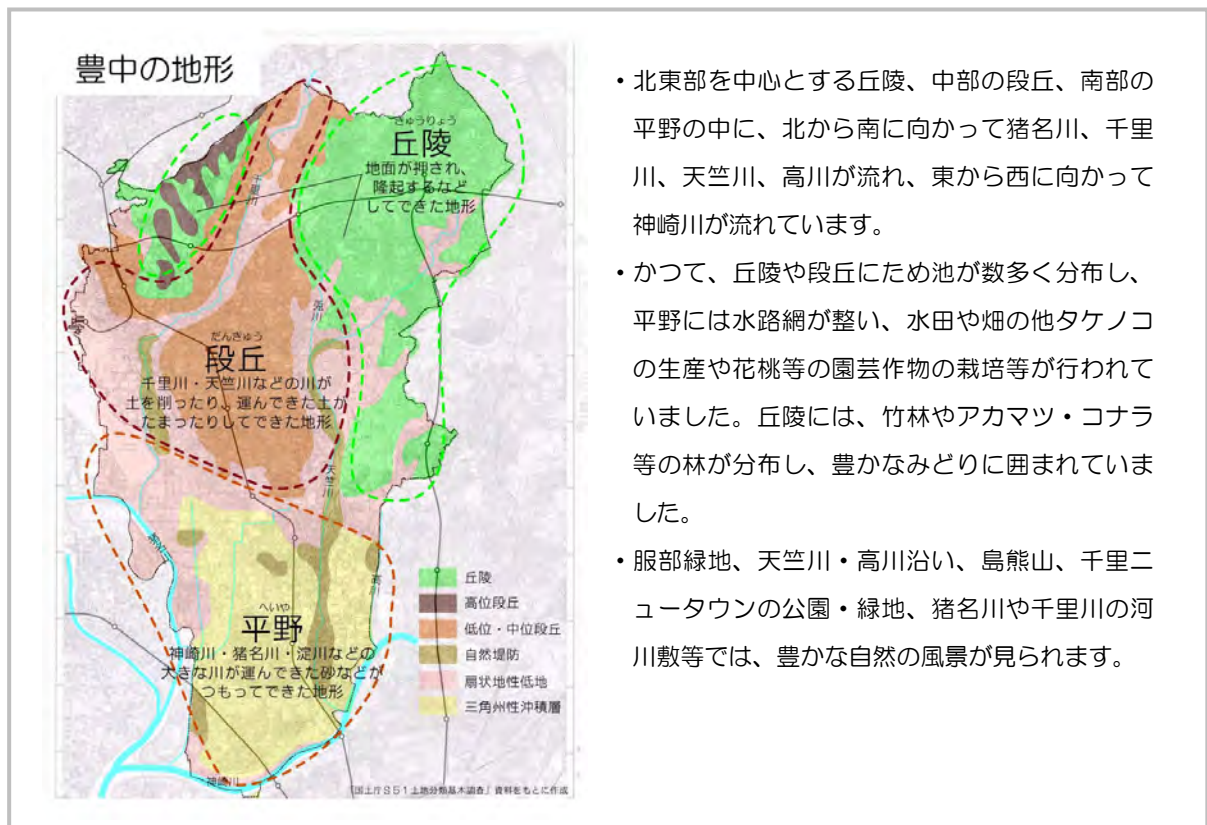 豊中の地形
きゅうりょう
丘陵
地面が押され、
隆起するなど
してできた地形
千里川
だんきゅう
段丘
千里川・天竺川などの川が
土を削ったり、運んできた土が
たまったりしてできた地形
天竺川
高川
へいや
平野
神崎川・猪名川・淀川などの
大きな川が運んできた砂などが
つもってできた地形
神崎川
丘陵
高位段丘
低位・中位段丘
自然堤防
扇状地性低地
三角州性沖積層
「国土庁S51土地分類基本調査」資料をもとに作成
・北東部を中心とする丘陵、中部の段丘、南部の
平野の中に、北から南に向かって猪名川、千里
川、天竺川、高川が流れ、東から西に向かって
神崎川が流れています。
・かつて、丘陵や段丘にため池が数多く分布し、
平野には水路網が整い、水田や畑の他タケノコ
の生産や花桃等の園芸作物の栽培等が行われて
いました。丘陵には、竹林やアカマツ・コナラ
等の林が分布し、豊かなみどりに囲まれていま
した。
・服部緑地、天竺川・高川沿い、島熊山、千里ニ
ュータウンの公園・緑地、猪名川や千里川の河
川敷等では、豊かな自然の風景が見られます。